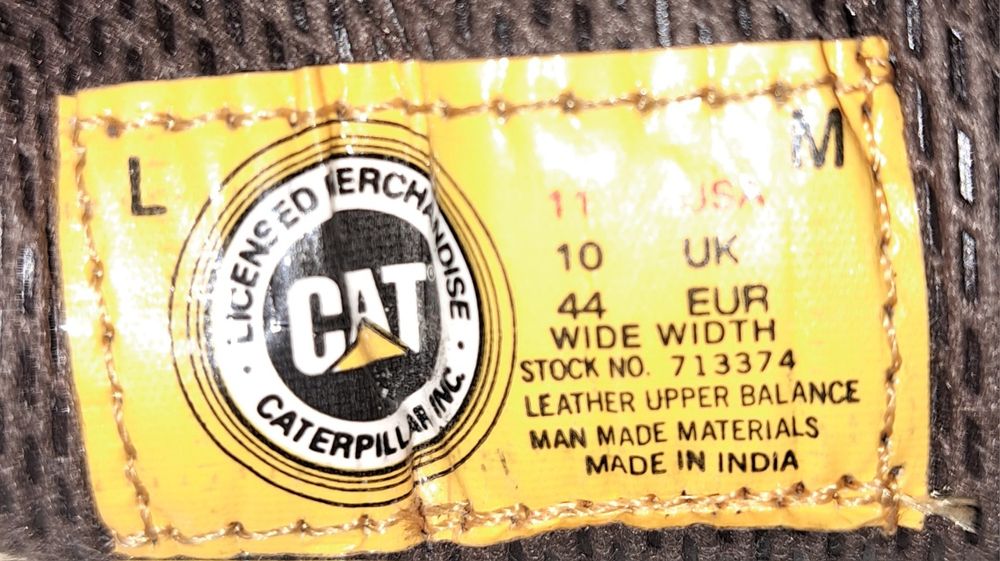 L
M
LICENSED MERCHANDISE
CAT®
CATERPILLAR INC.
11 USA
10 UK
44 EUR
WIDE WIDTH
STOCK NO. 713374
LEATHER UPPER BALANCE
MAN MADE MATERIALS
MADE IN INDIA